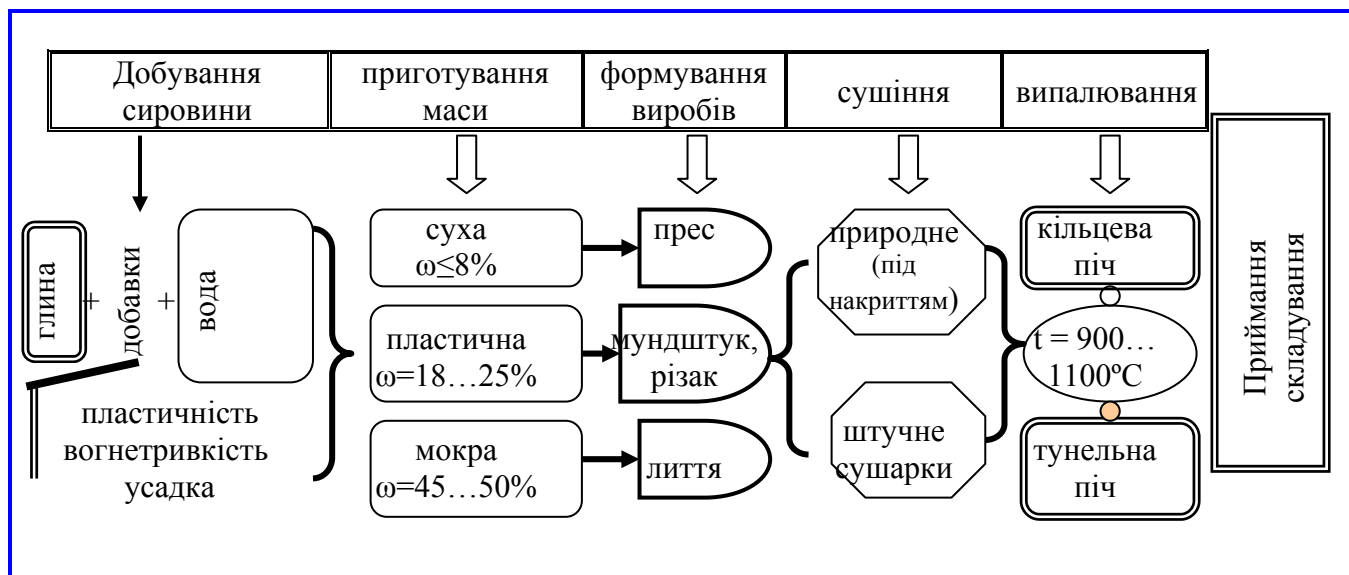 Добування
сировини
приготування
маси
формування
виробів
сушіння
випалювання
глина
+
добавки
+
вода
пластичність
вогнетривкість
усадка
суха
ω≤8%
пластична
ω=18…25%
мокра
ω=45…50%
прес
мундштук,
різак
лиття
природне
(під
накриттям)
штучне
сушарки
кільцева
піч
t = 900…
1100ºС
тунельна
піч
Приймання
складування